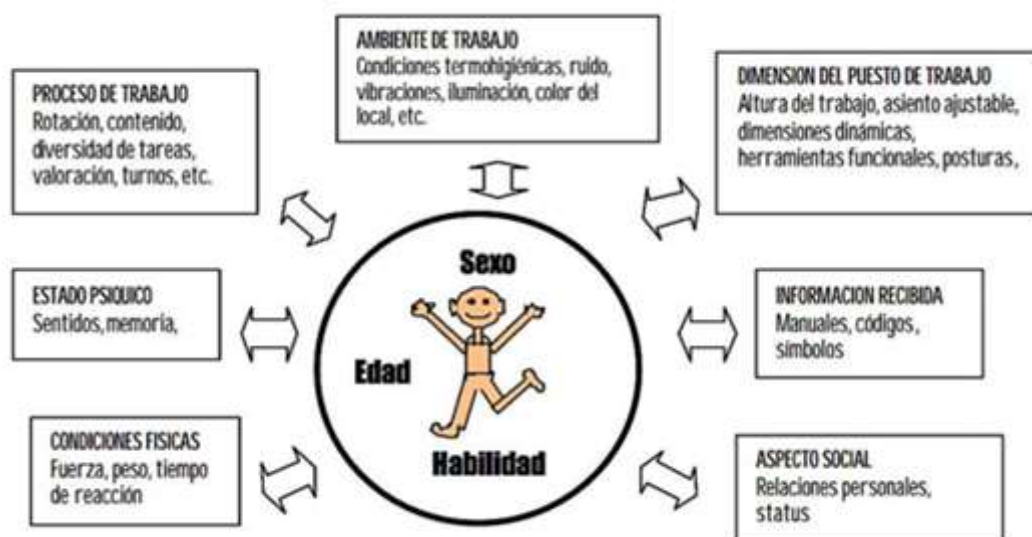 AMBIENTE DE TRABAJO
Condiciones termohigiénicas, ruido,
vibraciones, iluminación, color del
local, etc.
PROCESO DE TRABAJO
Rotación, contenido,
diversidad de tareas,
valoración, turnos, etc.
DIMENSION DEL PUESTO DE TRABAJO
Altura del trabajo, asiento ajustable,
dimensiones dinámicas,
herramientas funcionales, posturas,
Sexo
Edad
Habilidad
ESTADO PSIQUICO
Sentidos, memoria,
INFORMACION RECIBIDA
Manuales, códigos,
símbolos
CONDICIONES FISICAS
Fuerza, peso, tiempo
de reacción
ASPECTO SOCIAL
Relaciones personales,
status